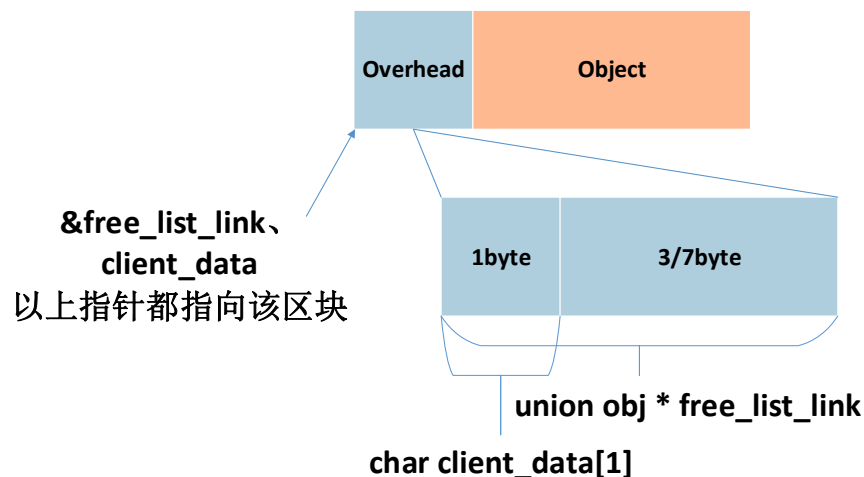 Overhead
Object
&free_list_link、
client_data
以上指针都指向该区块
1byte
3/7byte
union obj * free_list_link
char client_data[1]